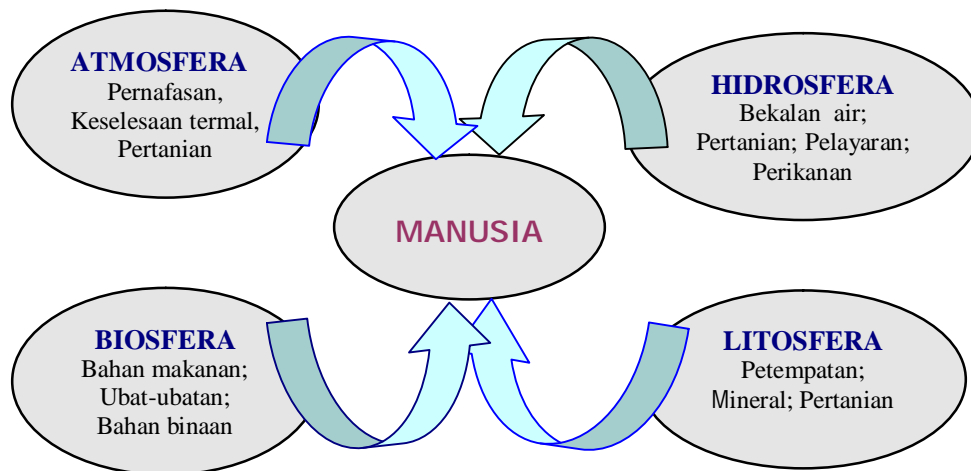 ATMOSFERA
Pernafasan,
Keselesaan termal,
Pertanian
HIDROSFERA
Bekalan air;
Pertanian; Pelayaran;
Perikanan
MANUSIA
BIOSFERA
Bahan makanan;
Ubat-ubatan;
Bahan binaan
LITOSFERA
Petempatan;
Mineral; Pertanian